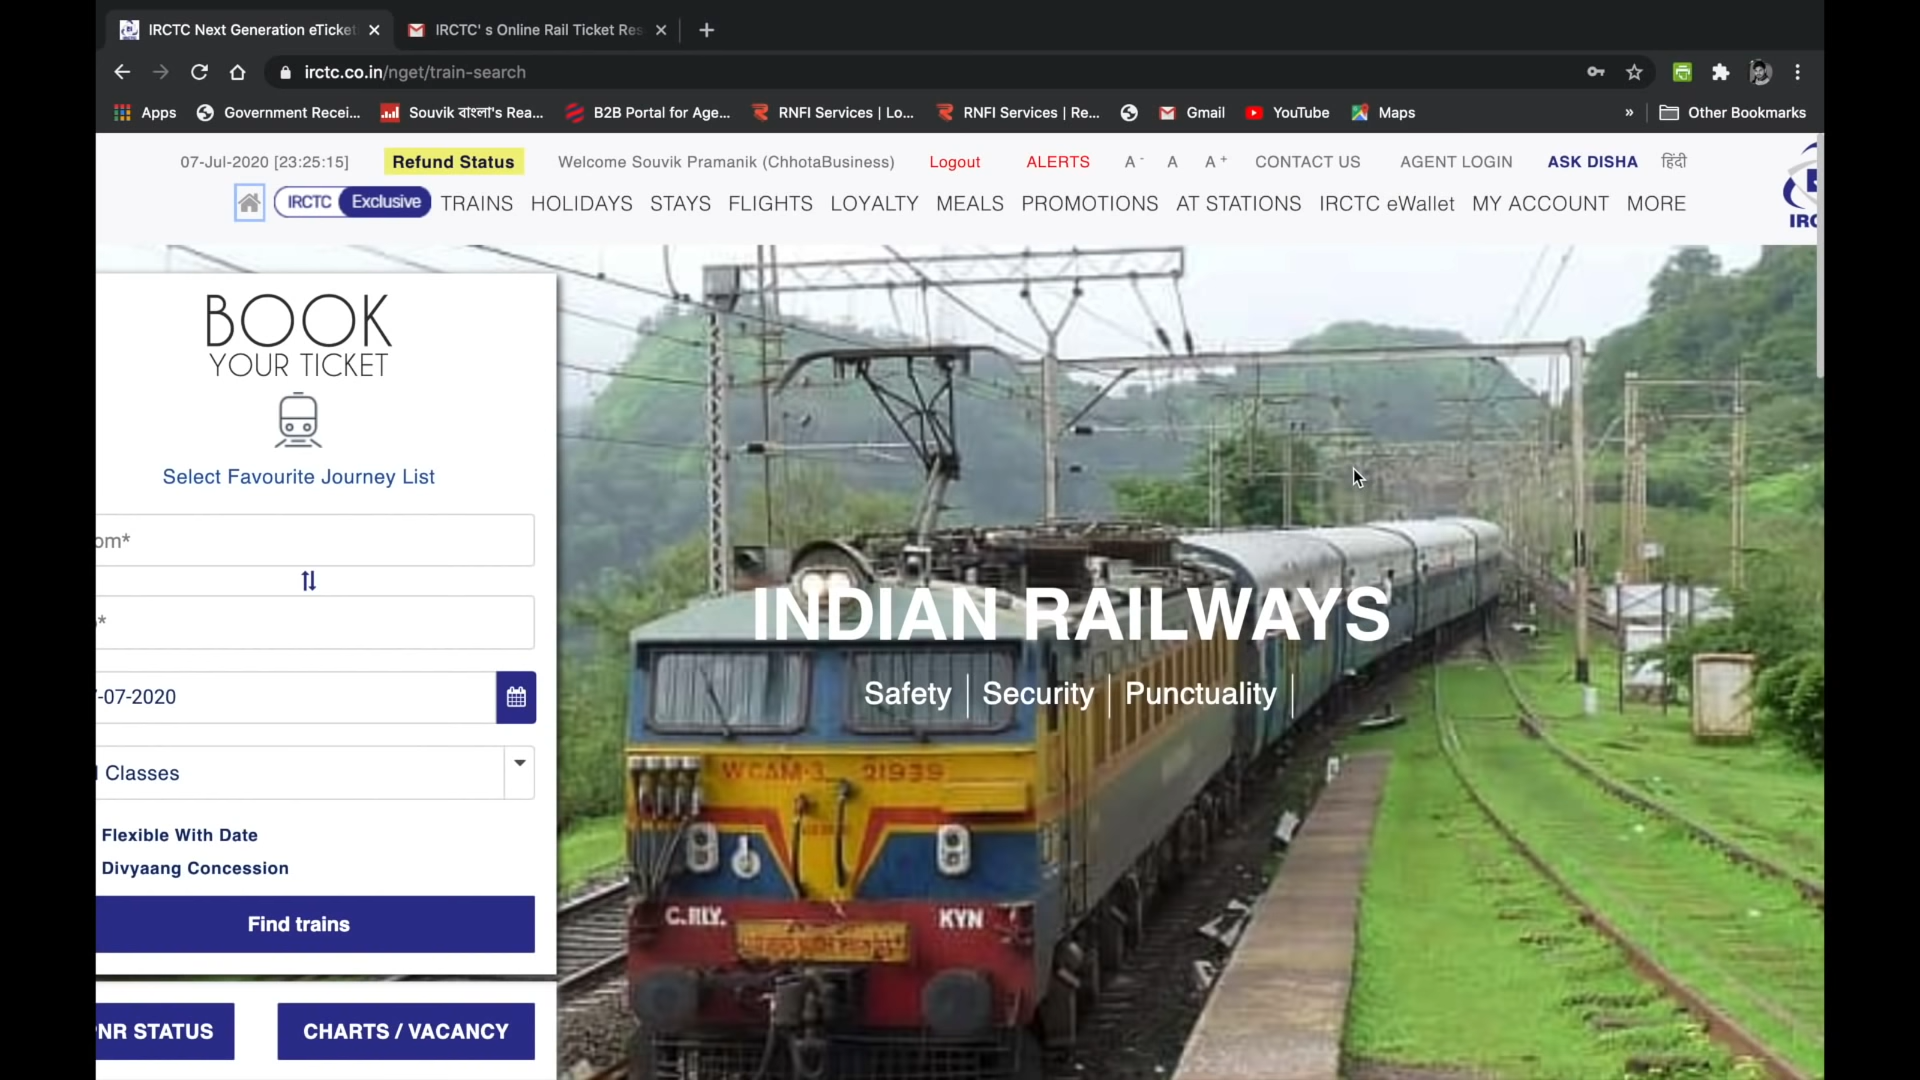 IRCTC Next Generation eTicket
IRCTC' s Online Rail Ticket Res
irctc.co.in/nget/train-search
Apps
Government Recei...
Souvik বাংলা's Rea...
B2B Portal for Age...
RNFI Services | Lo...
RNFI Services | Re...
Gmail
YouTube
Maps
»
Other Bookmarks
07-Jul-2020 [23:25:15]
Refund Status
Welcome Souvik Pramanik (ChhotaBusiness)
Logout
ALERTS
A -
A
A +
CONTACT US
AGENT LOGIN
ASK DISHA
हिंदी
IRCTC Exclusive
TRAINS
HOLIDAYS
STAYS
FLIGHTS
LOYALTY
MEALS
PROMOTIONS
AT STATIONS
IRCTC eWallet
MY ACCOUNT
MORE
IRC
BOOK
YOUR TICKET
Select Favourite Journey List
om*
*
-07-2020
Classes
Flexible With Date
Divyaang Concession
Find trains
NR STATUS
CHARTS / VACANCY
INDIAN RAILWAYS
Safety | Security | Punctuality |
WCAM-3 21939
C.RLY.
KYN